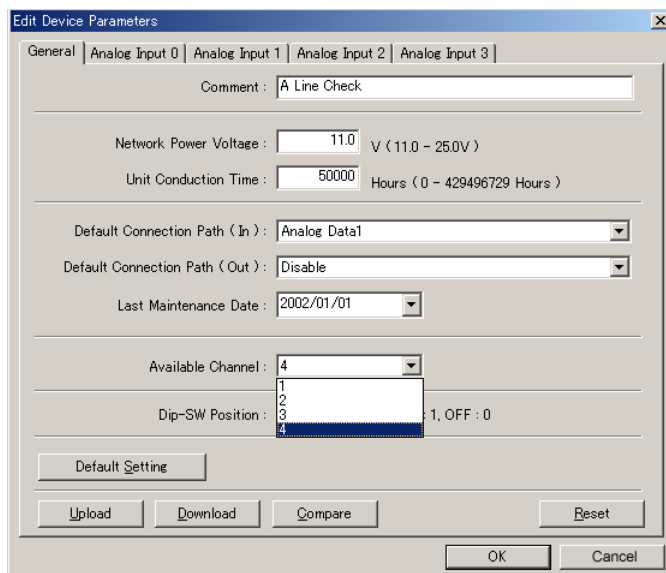 Edit Device Parameters
General Analog Input 0 Analog Input 1 Analog Input 2 Analog Input 3
Comment : A Line Check
Network Power Voltage : 11.0 V ( 11.0 - 25.0V )
Unit Conduction Time : 50000 Hours ( 0 - 429496729 Hours )
Default Connection Path ( In ) : Analog Data1
Default Connection Path ( Out ) : Disable
Last Maintenance Date : 2002/01/01
Available Channel : 4
1
2
Dip-SW Position : 3 : 1, OFF : 0
4
Default Setting
Upload Download Compare Reset
OK Cancel